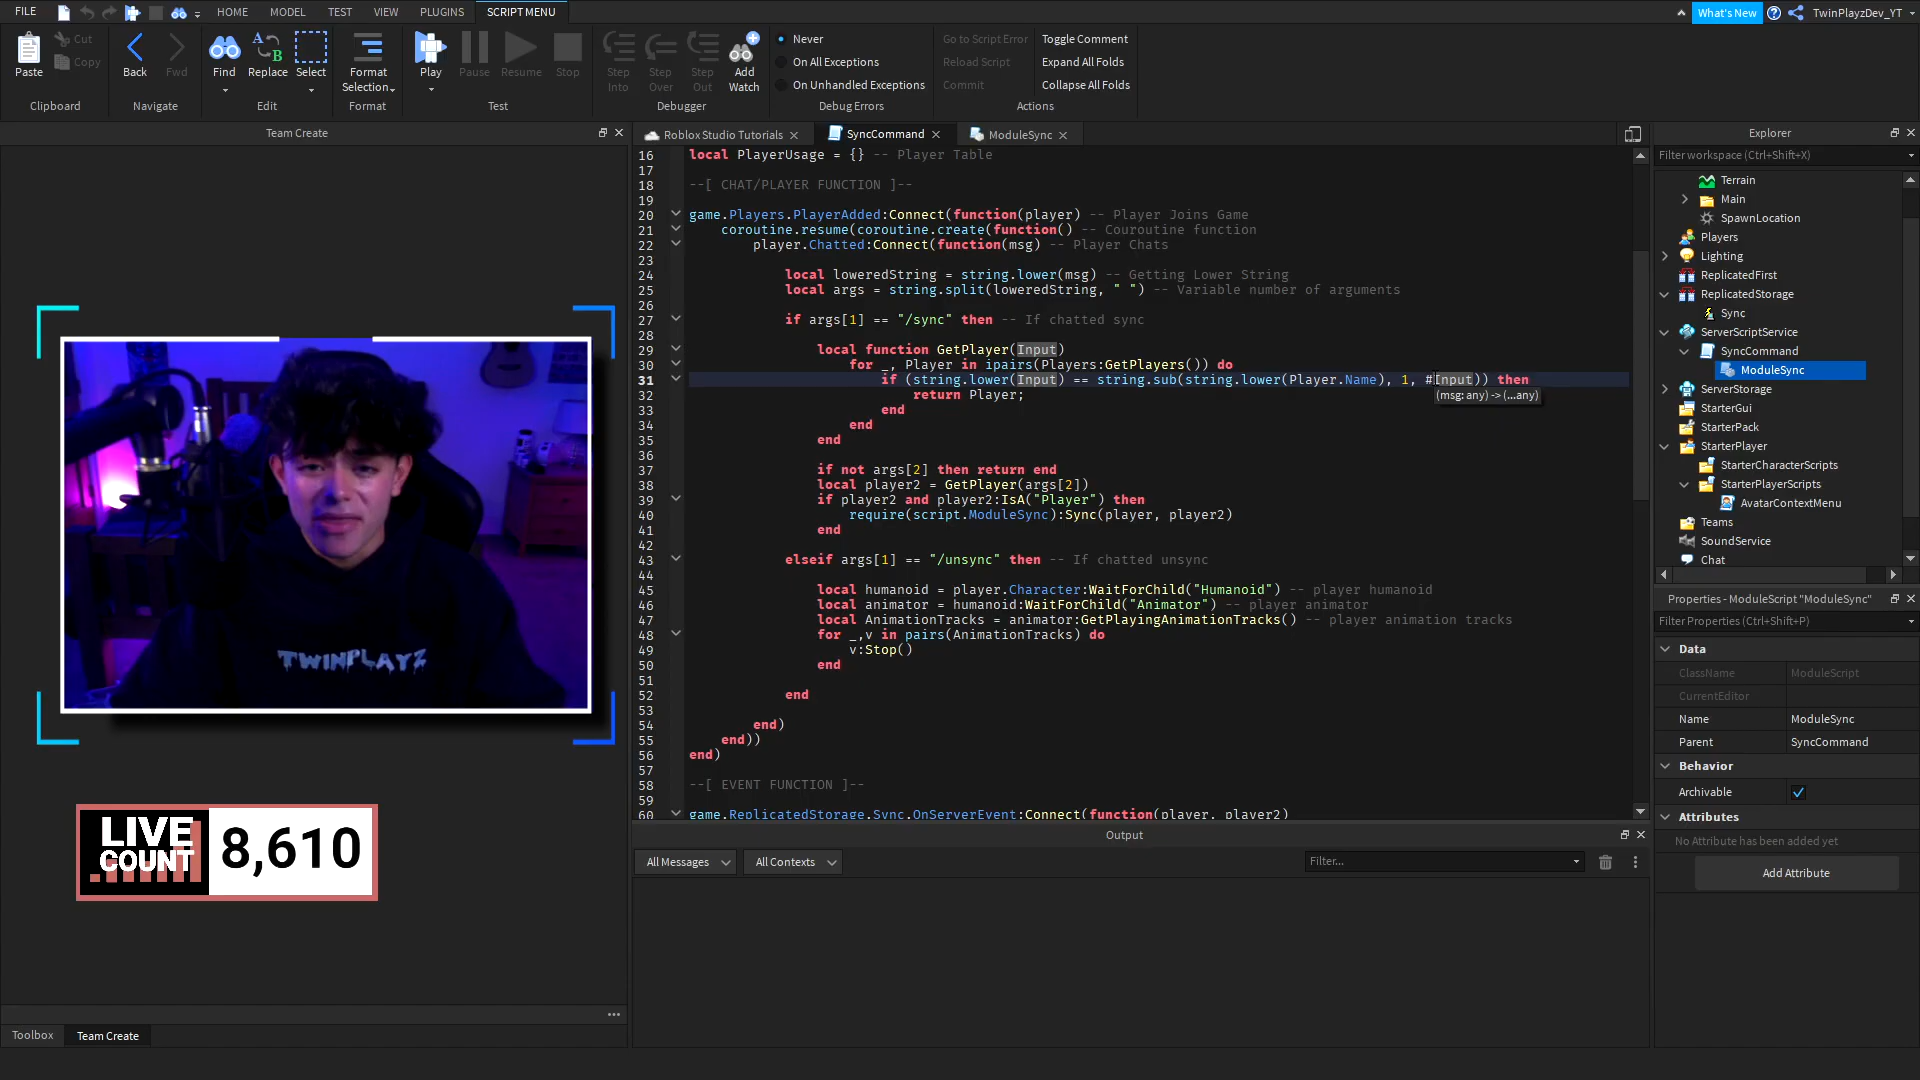 FILE
HOME MODEL TEST VIEW PLUGINS SCRIPT MENU
What's New
TwinPlayzDev_YT
Paste
Cut
Copy
Clipboard
Back
Fwd
Navigate
Find
Replace
Select
Edit
Format
Selection
Format
Play
Pause
Resume
Stop
Test
Step
Into
Step
Over
Step
Out
Add
Watch
Debugger
Never
On All Exceptions
On Unhandled Exceptions
Debug Errors
Go to Script Error
Reload Script
Commit
Toggle Comment
Expand All Folds
Collapse All Folds
Actions
Team Create
TWINPLAYZ
LIVE
COUNT
8,610
Toolbox
Team Create
Roblox Studio Tutorials
SyncCommand
ModuleSync
16 local PlayerUsage = {} -- Player Table
17
18 --[ CHAT/PLAYER FUNCTION ]--
19
20 game.Players.PlayerAdded:Connect(function(player) -- Player Joins Game
21 coroutine.resume(coroutine.create(function() -- Couroutine function
22 player.Chatted:Connect(function(msg) -- Player Chats
23
24 local loweredString = string.lower(msg) -- Getting Lower String
25 local args = string.split(loweredString, " ") -- Variable number of arguments
26
27 if args[1] == "/sync" then -- If chatted sync
28
29 local function GetPlayer(Input)
30 for _, Player in ipairs(Players:GetPlayers()) do
31 if (string.lower(Input) == string.sub(string.lower(Player.Name), 1, #Input)) then
(msg: any) -> (...any)
32 return Player;
33 end
34 end
35 end
36
37 if not args[2] then return end
38 local player2 = GetPlayer(args[2])
39 if player2 and player2:IsA("Player") then
40 require(script.ModuleSync):Sync(player, player2)
41 end
42
43 elseif args[1] == "/unsync" then -- If chatted unsync
44
45 local humanoid = player.Character:WaitForChild("Humanoid") -- player humanoid
46 local animator = humanoid:WaitForChild("Animator") -- player animator
47 local AnimationTracks = animator:GetPlayingAnimationTracks() -- player animation tracks
48 for _,v in pairs(AnimationTracks) do
49 v:Stop()
50 end
51
52 end
53
54 end)
55 end))
56 end)
57
58 --[ EVENT FUNCTION ]--
59
60 game.ReplicatedStorage.Sync.OnServerEvent:Connect(function(player, player2)
Output
All Messages
All Contexts
Filter...
Explorer
Filter workspace (Ctrl+Shift+X)
Terrain
Main
SpawnLocation
Players
Lighting
ReplicatedFirst
ReplicatedStorage
Sync
ServerScriptService
SyncCommand
ModuleSync
ServerStorage
StarterGui
StarterPack
StarterPlayer
StarterCharacterScripts
StarterPlayerScripts
AvatarContextMenu
Teams
SoundService
Chat
Properties - ModuleScript "ModuleSync"
Filter Properties (Ctrl+Shift+P)
Data
ClassName ModuleScript
CurrentEditor
Name ModuleSync
Parent SyncCommand
Behavior
Archivable
Attributes
No Attribute has been added yet
Add Attribute